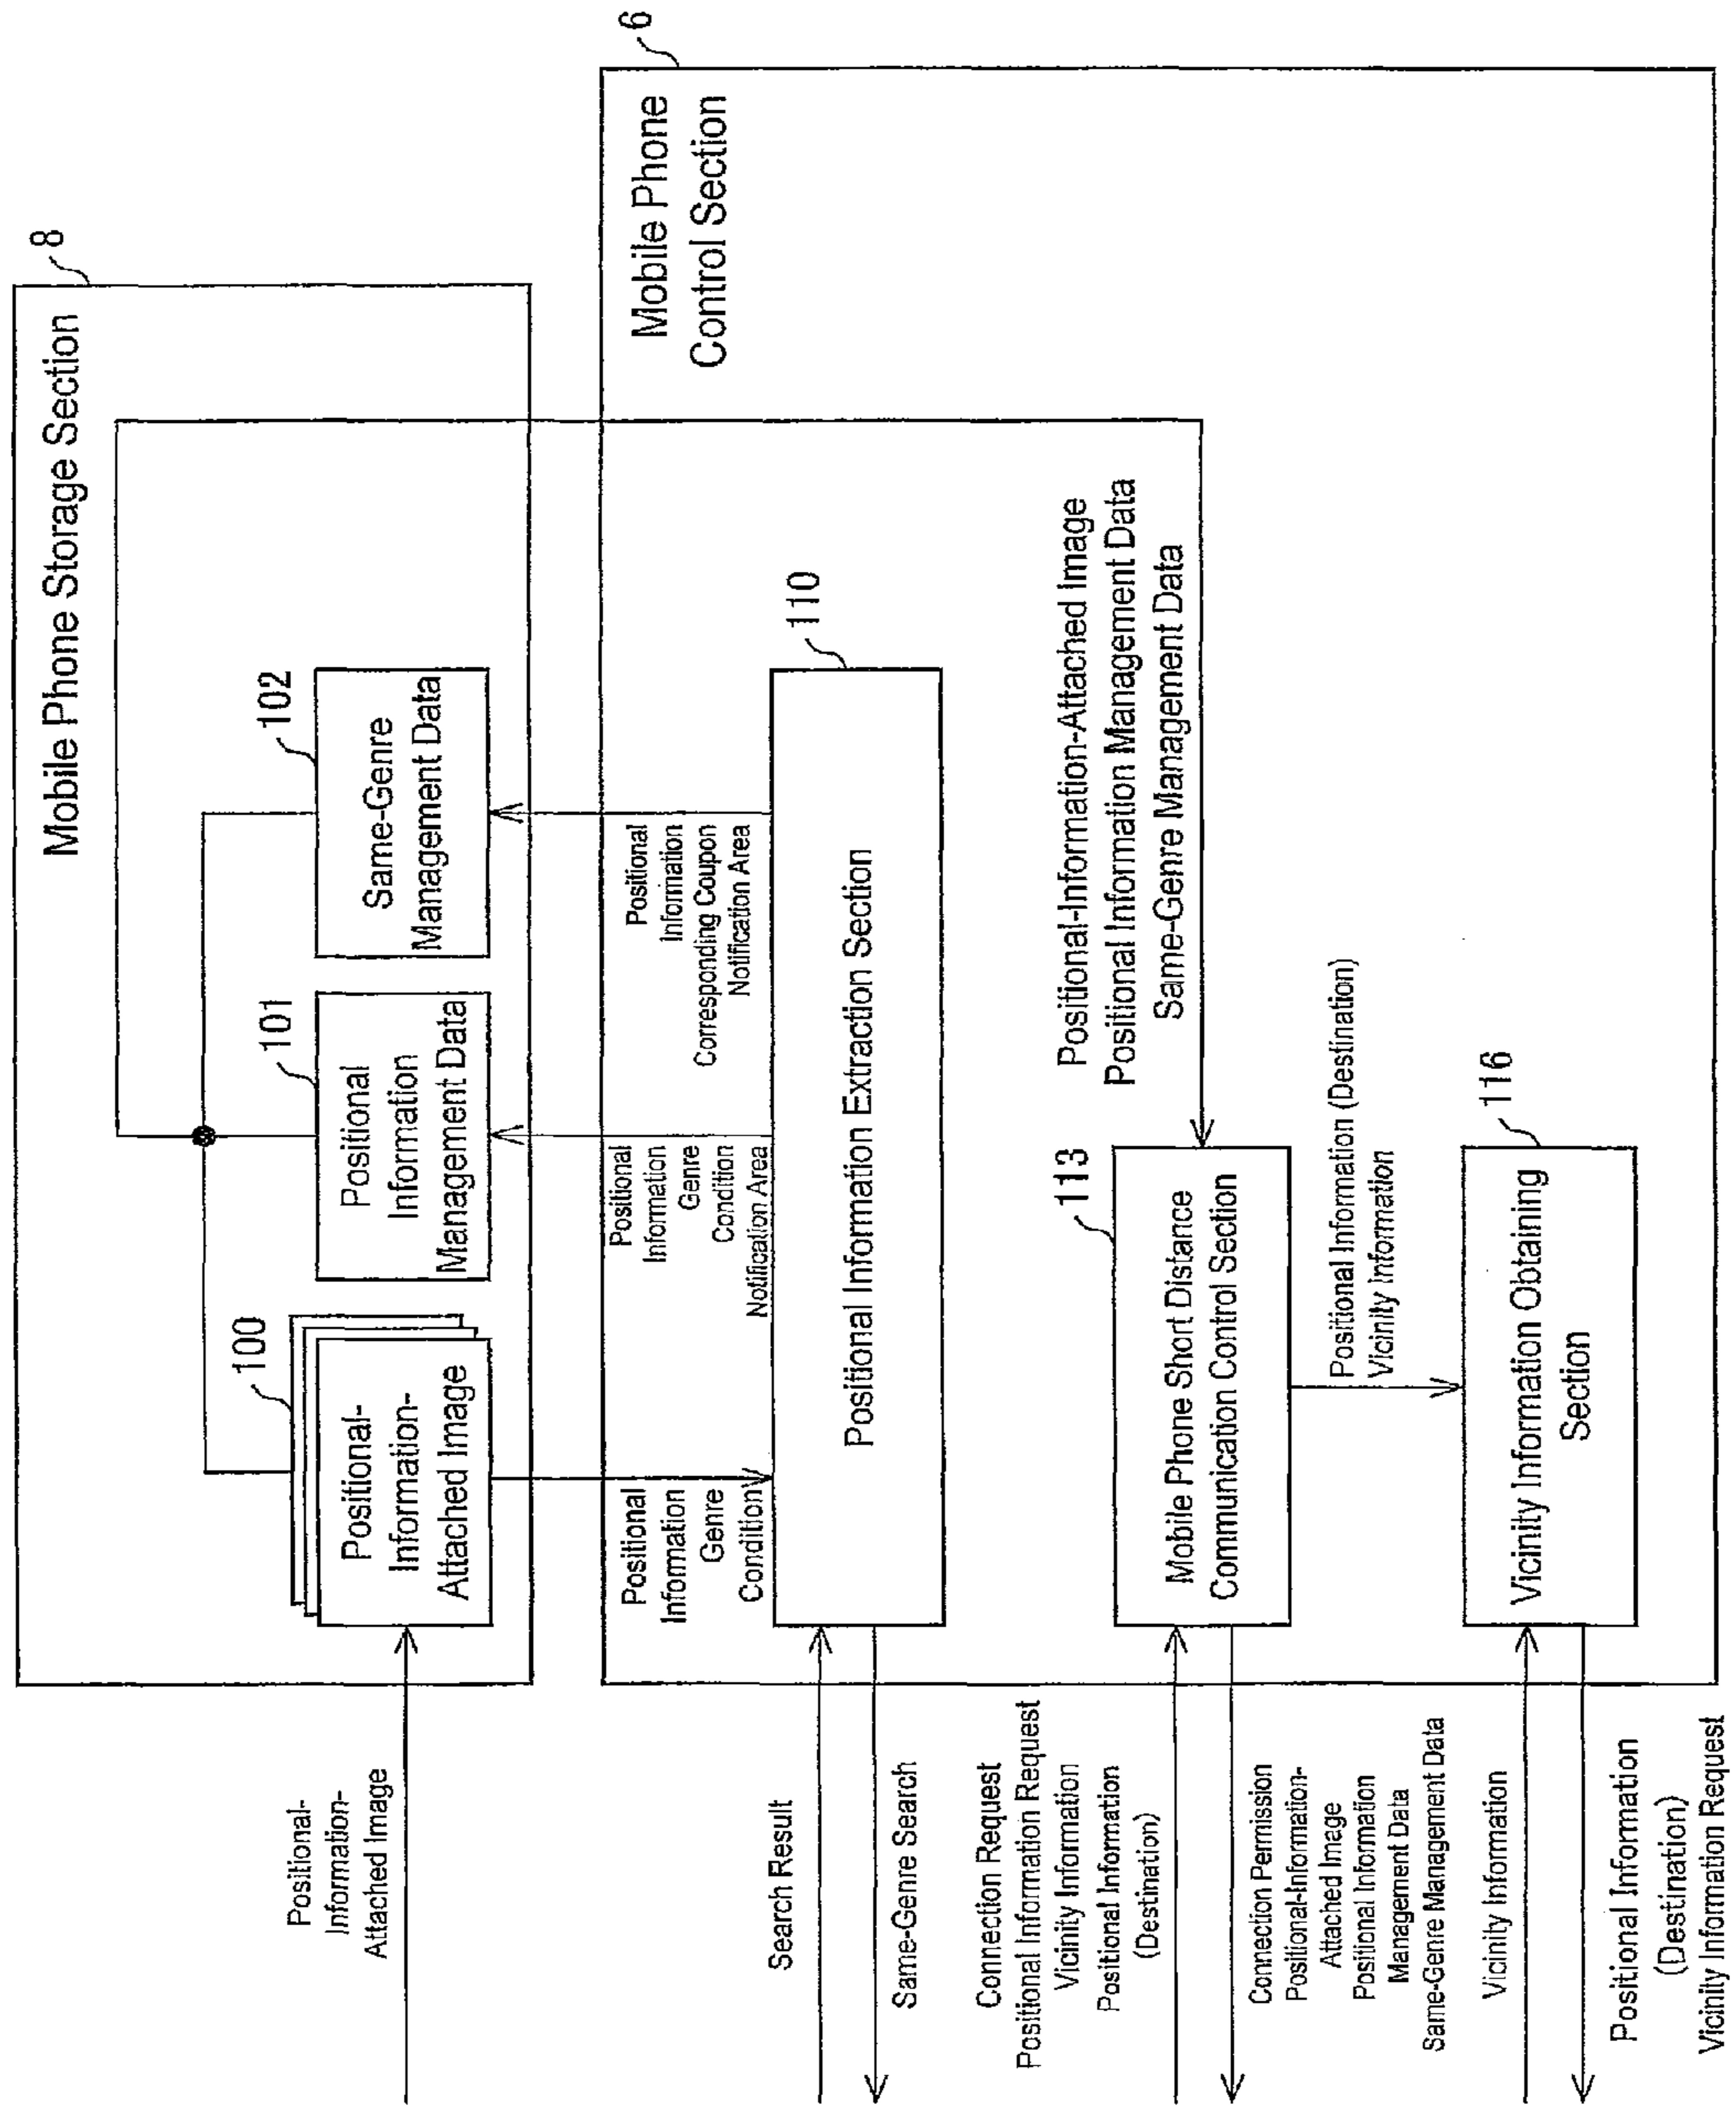 Mobile Phone Storage Section
8
100
Positional-
Information-
Attached Image
101
Positional
Information
Management Data
102
Same-Genre
Management Data
Positional-
Information-
Attached Image
Mobile Phone
Control Section
6
Positional
Information
Genre
Condition
Positional
Information
Genre
Condition
Notification Area
Positional
Information
Corresponding Coupon
Notification Area
110
Positional Information Extraction Section
Search Result
Same-Genre Search
Positional-Information-Attached Image
Positional Information Management Data
Same-Genre Management Data
Connection Request
Positional Information Request
Vicinity Information
Positional Information
(Destination)
113
Mobile Phone Short Distance
Communication Control Section
Connection Permission
Positional-Information-
Attached Image
Positional Information
Management Data
Same-Genre Management Data
Positional Information (Destination)
Vicinity Information
116
Vicinity Information Obtaining
Section
Vicinity Information
Positional Information
(Destination)
Vicinity Information Request